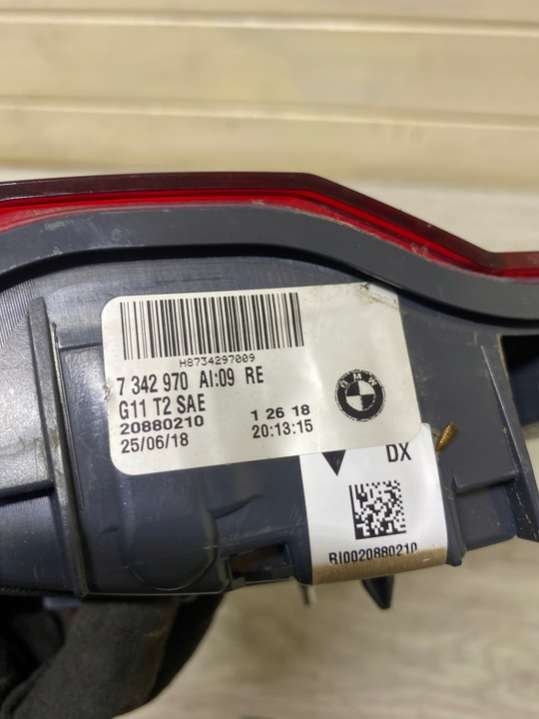 H8734297009
7 342 970 AI:09 RE
G11 T2 SAE
20880210 1 26 18
25/06/18 20:13:15
BMW
DX
RI0020880210